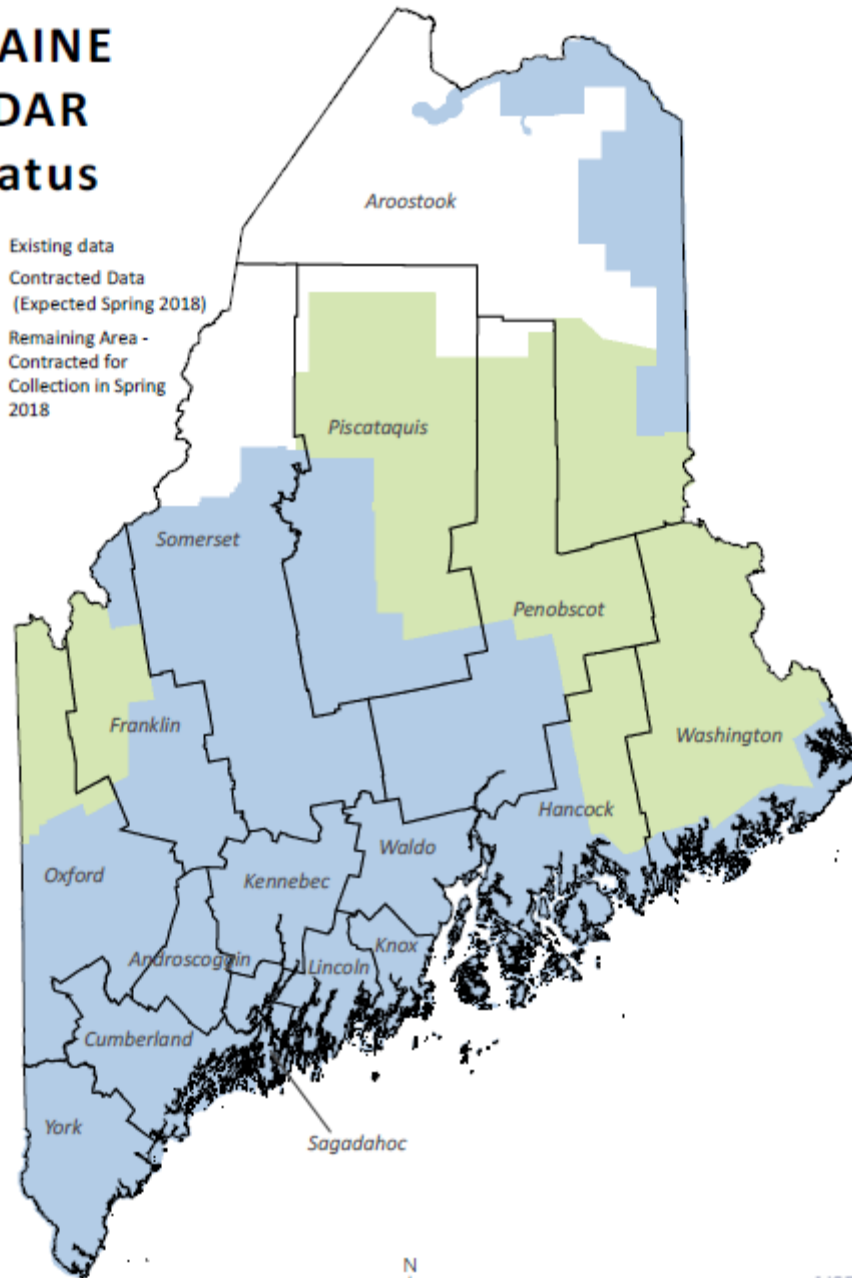 AINE
DAR
atus
Existing data
Contracted Data
(Expected Spring 2018)
Remaining Area -
Contracted for
Collection in Spring
2018
Aroostook
Piscataquis
Somerset
Penobscot
Franklin
Washington
Hancock
Waldo
Oxford
Kennebec
Knox
Androscoggin
Lincoln
Cumberland
York
Sagadahoc
N